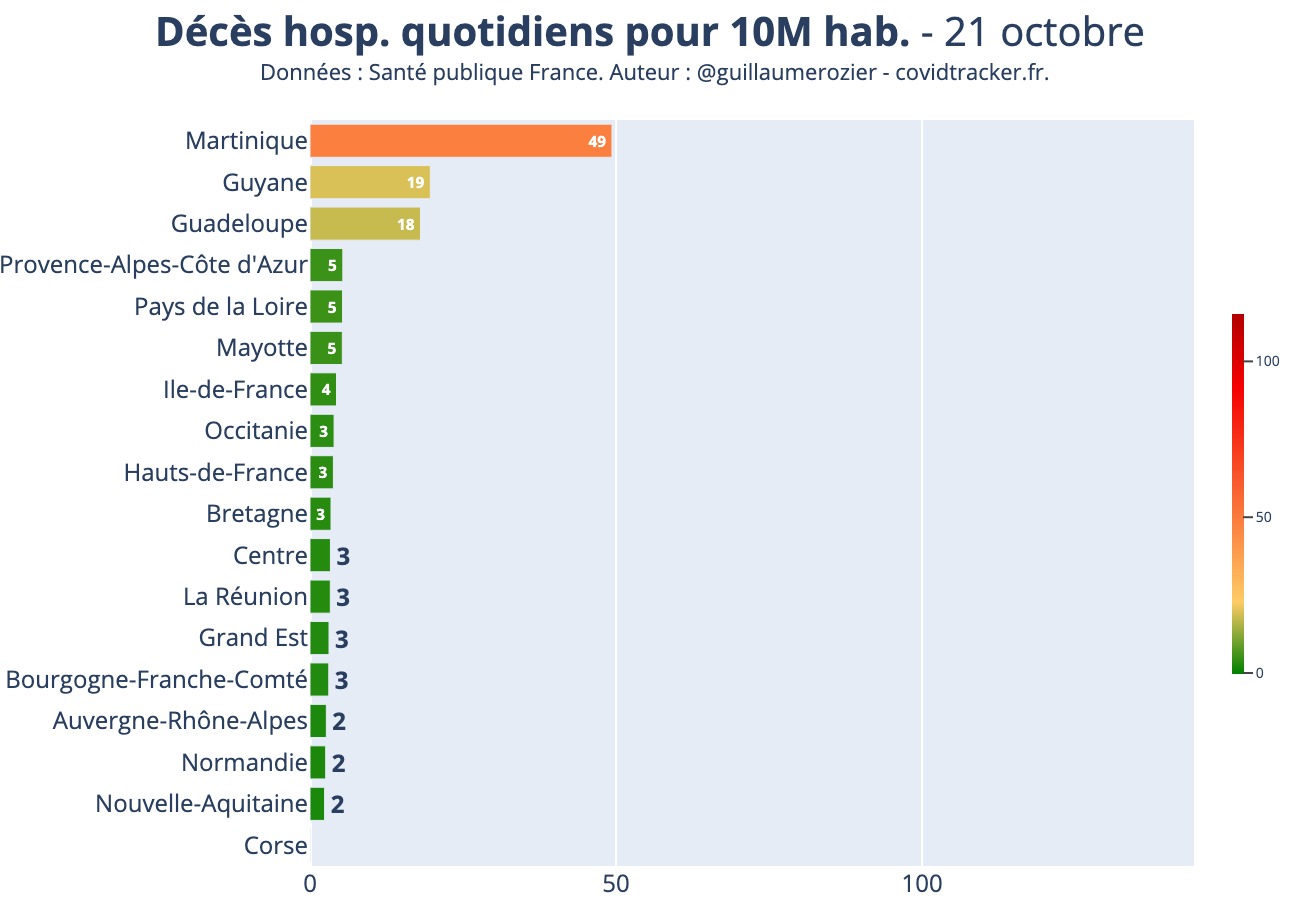 Décès hosp. quotidiens pour 10M hab. - 21 octobre
Données : Santé publique France. Auteur : @guillaumerozier - covidtracker.fr.
Martinique 49
Guyane 19
Guadeloupe 18
Provence-Alpes-Côte d'Azur 5
Pays de la Loire 5
Mayotte 5
Ile-de-France 4
Occitanie 3
Hauts-de-France 3
Bretagne 3
Centre 3
La Réunion 3
Grand Est 3
Bourgogne-Franche-Comté 3
Auvergne-Rhône-Alpes 2
Normandie 2
Nouvelle-Aquitaine 2
Corse
0 50 100
100
50
0